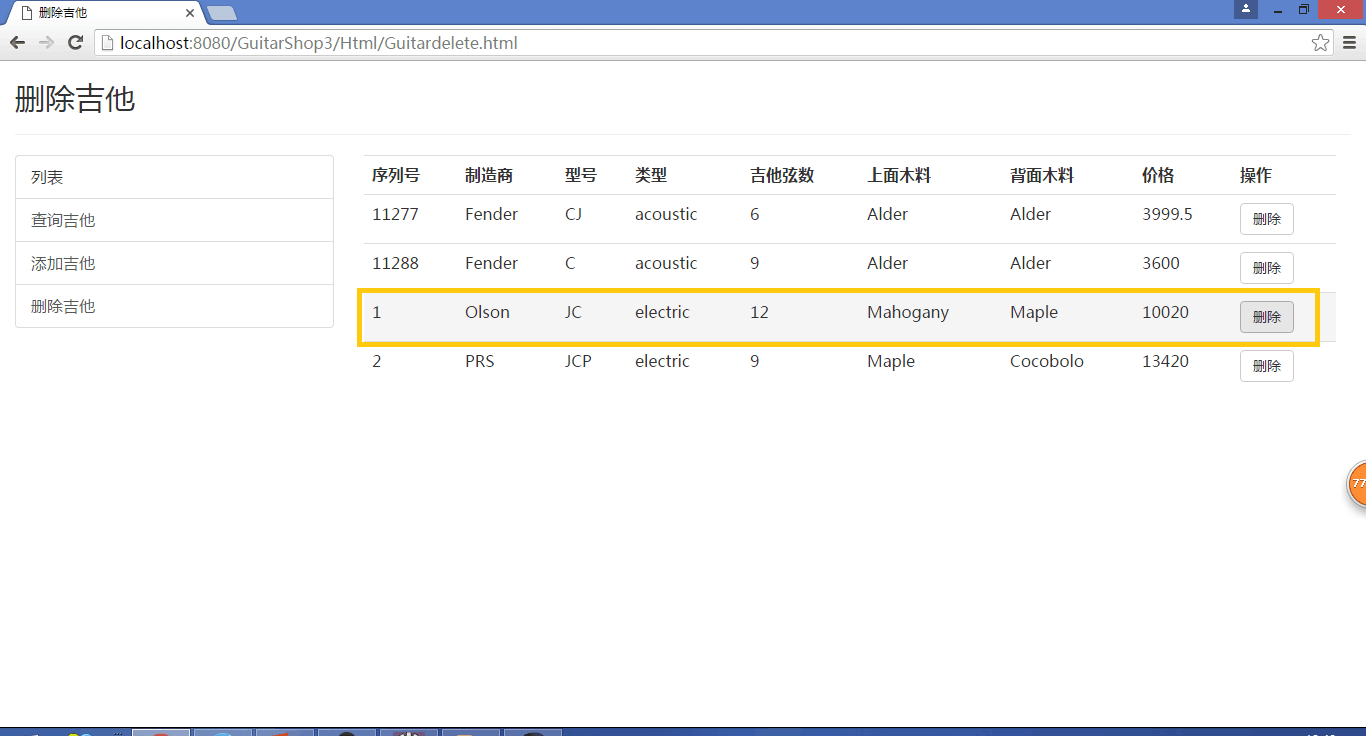 删除吉他
localhost:8080/GuitarShop3/Html/Guitardelete.html
删除吉他
列表
查询吉他
添加吉他
删除吉他
序列号 制造商 型号 类型 吉他弦数 上面木料 背面木料 价格 操作
11277 Fender CJ acoustic 6 Alder Alder 3999.5 删除
11288 Fender C acoustic 9 Alder Alder 3600 删除
1 Olson JC electric 12 Mahogany Maple 10020 删除
2 PRS JCP electric 9 Maple Cocobolo 13420 删除
77